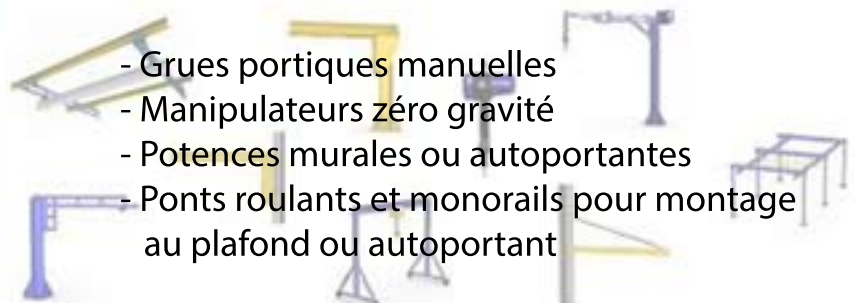 - Grues portiques manuelles
- Manipulateurs zéro gravité
- Potences murales ou autoportantes
- Ponts roulants et monorails pour montage
au plafond ou autoportant